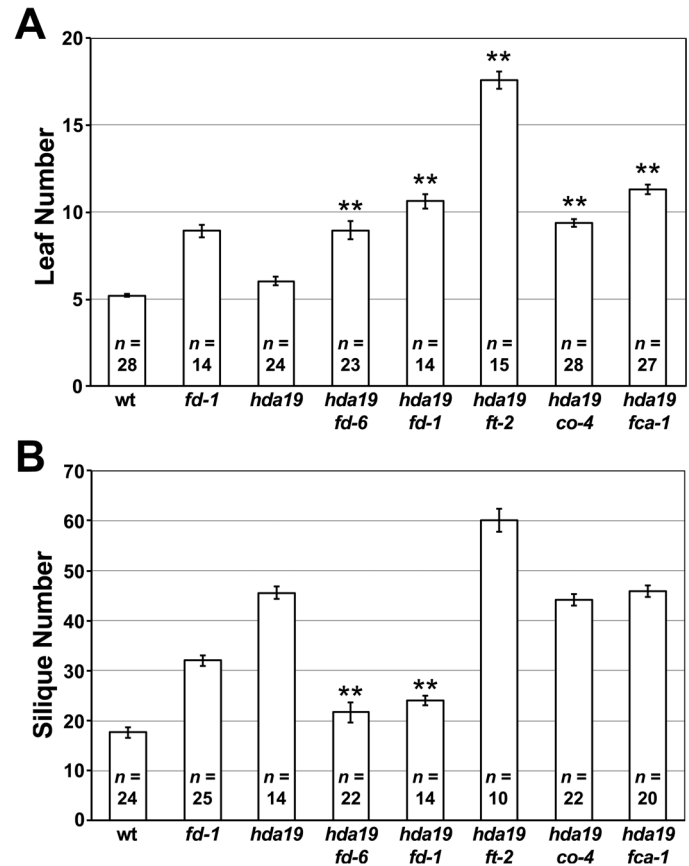 A
Leaf Number
20
15
10
5
0
**
**
**
**
**
n = n = n = n = n = n = n = n =
28 14 24 23 14 15 28 27
wt fd-1 hda19 hda19 hda19 hda19 hda19 hda19
fd-6 fd-1 ft-2 co-4 fca-1
B
Silique Number
70
60
50
40
30
20
10
0
**
**
n = n = n = n = n = n = n = n =
24 25 14 22 14 10 22 20
wt fd-1 hda19 hda19 hda19 hda19 hda19 hda19
fd-6 fd-1 ft-2 co-4 fca-1